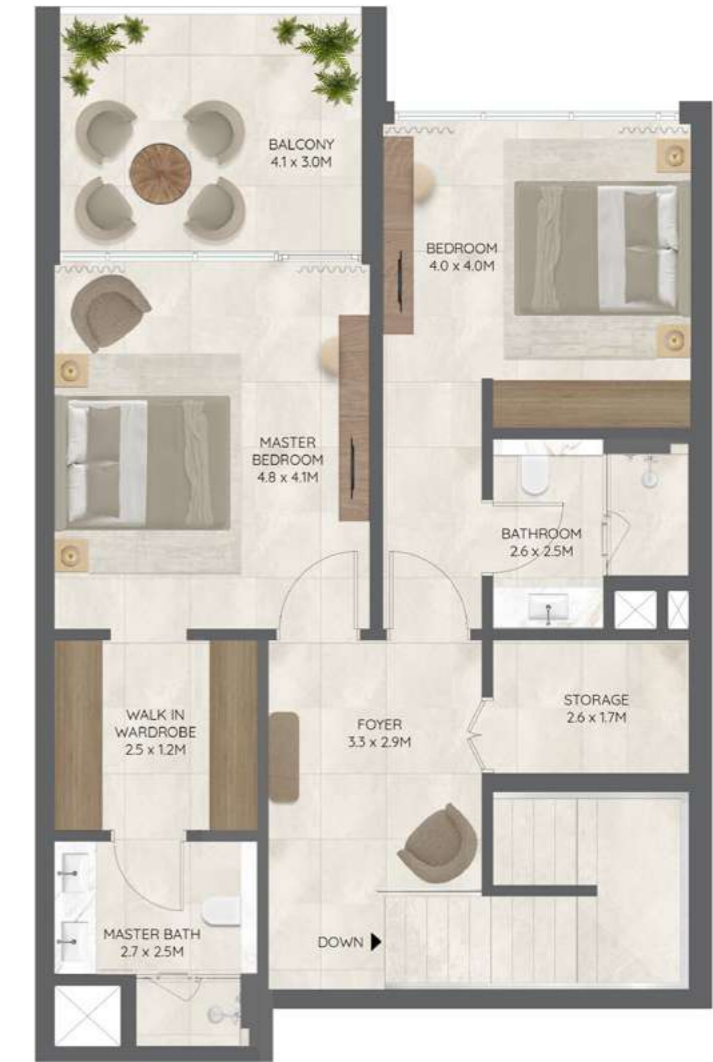 BALCONY
4.1 x 3.0M
BEDROOM
4.0 x 4.0M
MASTER
BEDROOM
4.8 x 4.1M
BATHROOM
2.6 x 2.5M
WALK IN
WARDROBE
2.5 x 1.2M
FOYER
3.3 x 2.9M
STORAGE
2.6 x 1.7M
MASTER BATH
2.7 x 2.5M
DOWN